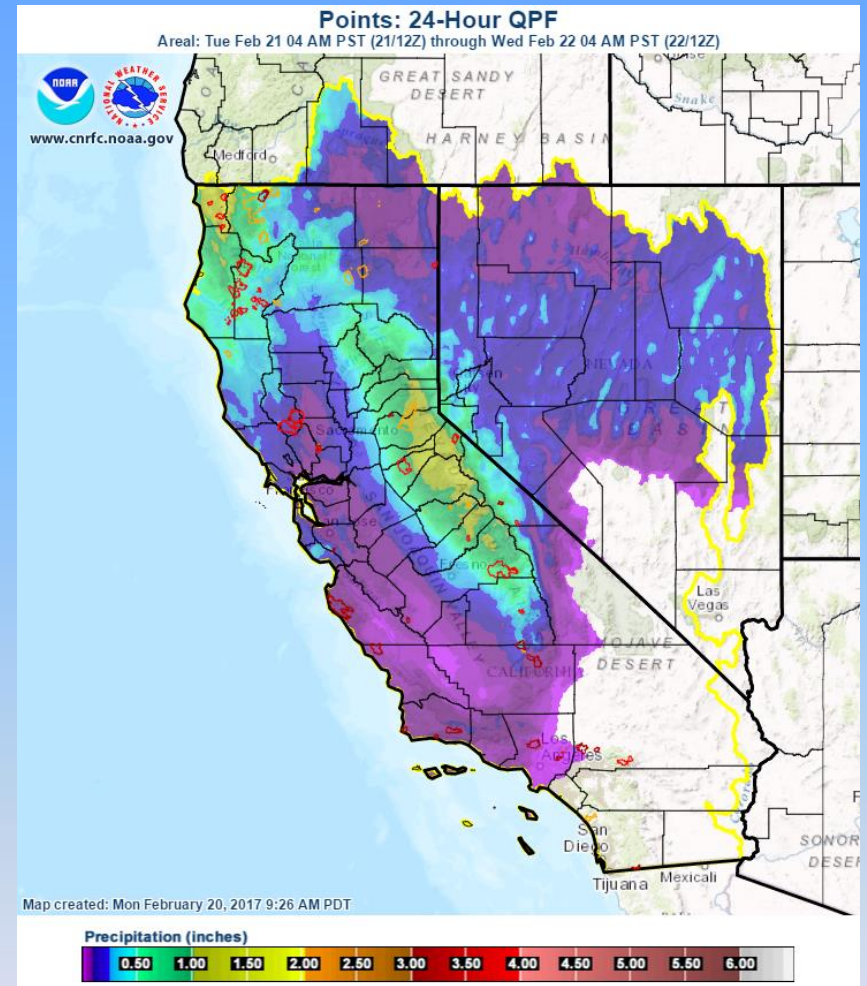 Points: 24-Hour QPF
Areal: Tue Feb 21 04 AM PST (21/12Z) through Wed Feb 22 04 AM PST (22/12Z)
NOAA
NATIONAL WEATHER SERVICE
www.cnrfc.noaa.gov
GREAT SANDY
DESERT
Snake
HARNEY BASIN
Medford
NEVADA
Sacramento
San Jose
SAN JOAQUIN VALLEY
Fresno
Las
Vegas
MOJAVE
DESERT
CALIFORNIA
Los
Angeles
San
Diego
SONOR
DESER
Tijuana
Mexicali
Map created: Mon February 20, 2017 9:26 AM PDT
Precipitation (inches)
0.50 1.00 1.50 2.00 2.50 3.00 3.50 4.00 4.50 5.00 5.50 6.00